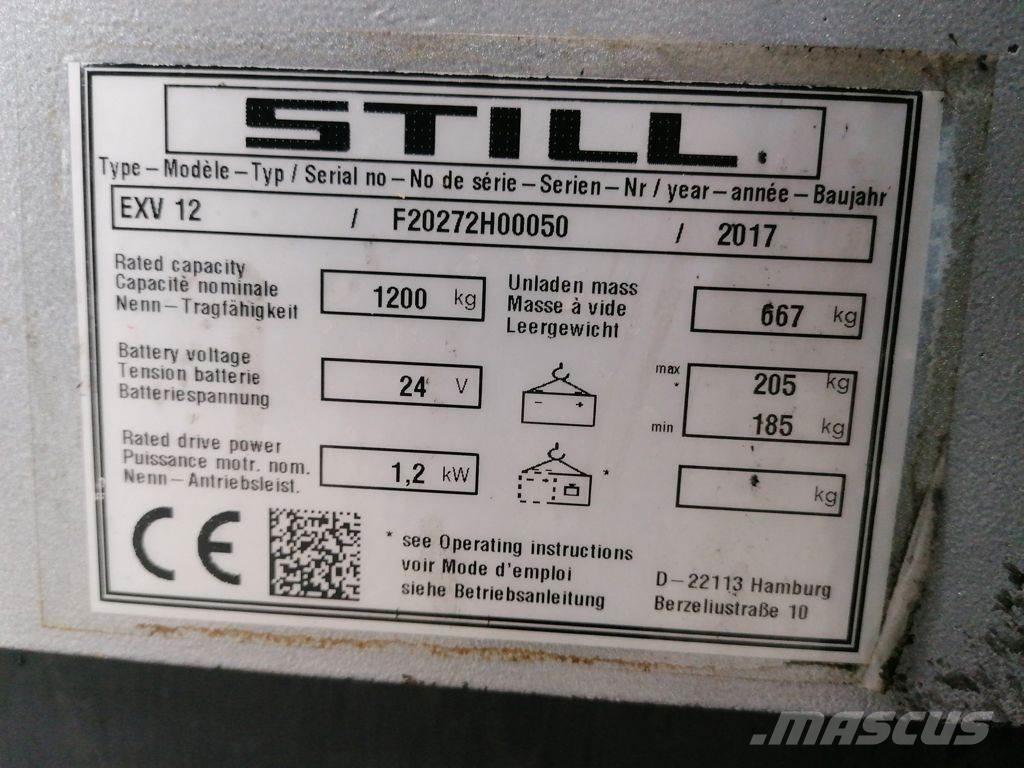 STILL.
Type – Modèle – Typ / Serial no – No de série – Serien – Nr / year – année – Baujahr
EXV 12 / F20272H00050 / 2017
Rated capacity
Capacité nominale
Nenn – Tragfähigkeit
1200 kg
Unladen mass
Masse à vide
Leergewicht
667 kg
Battery voltage
Tension batterie
Batteriespannung
24 V
- +
max
*
min
205 kg
185 kg
Rated drive power
Puissance motr. nom.
Nenn – Antriebsleist.
1,2 kW
*
kg
CE
* see Operating instructions
voir Mode d'emploi
siehe Betriebsanleitung
D – 22113 Hamburg
Berzeliustraße 10
.mascus